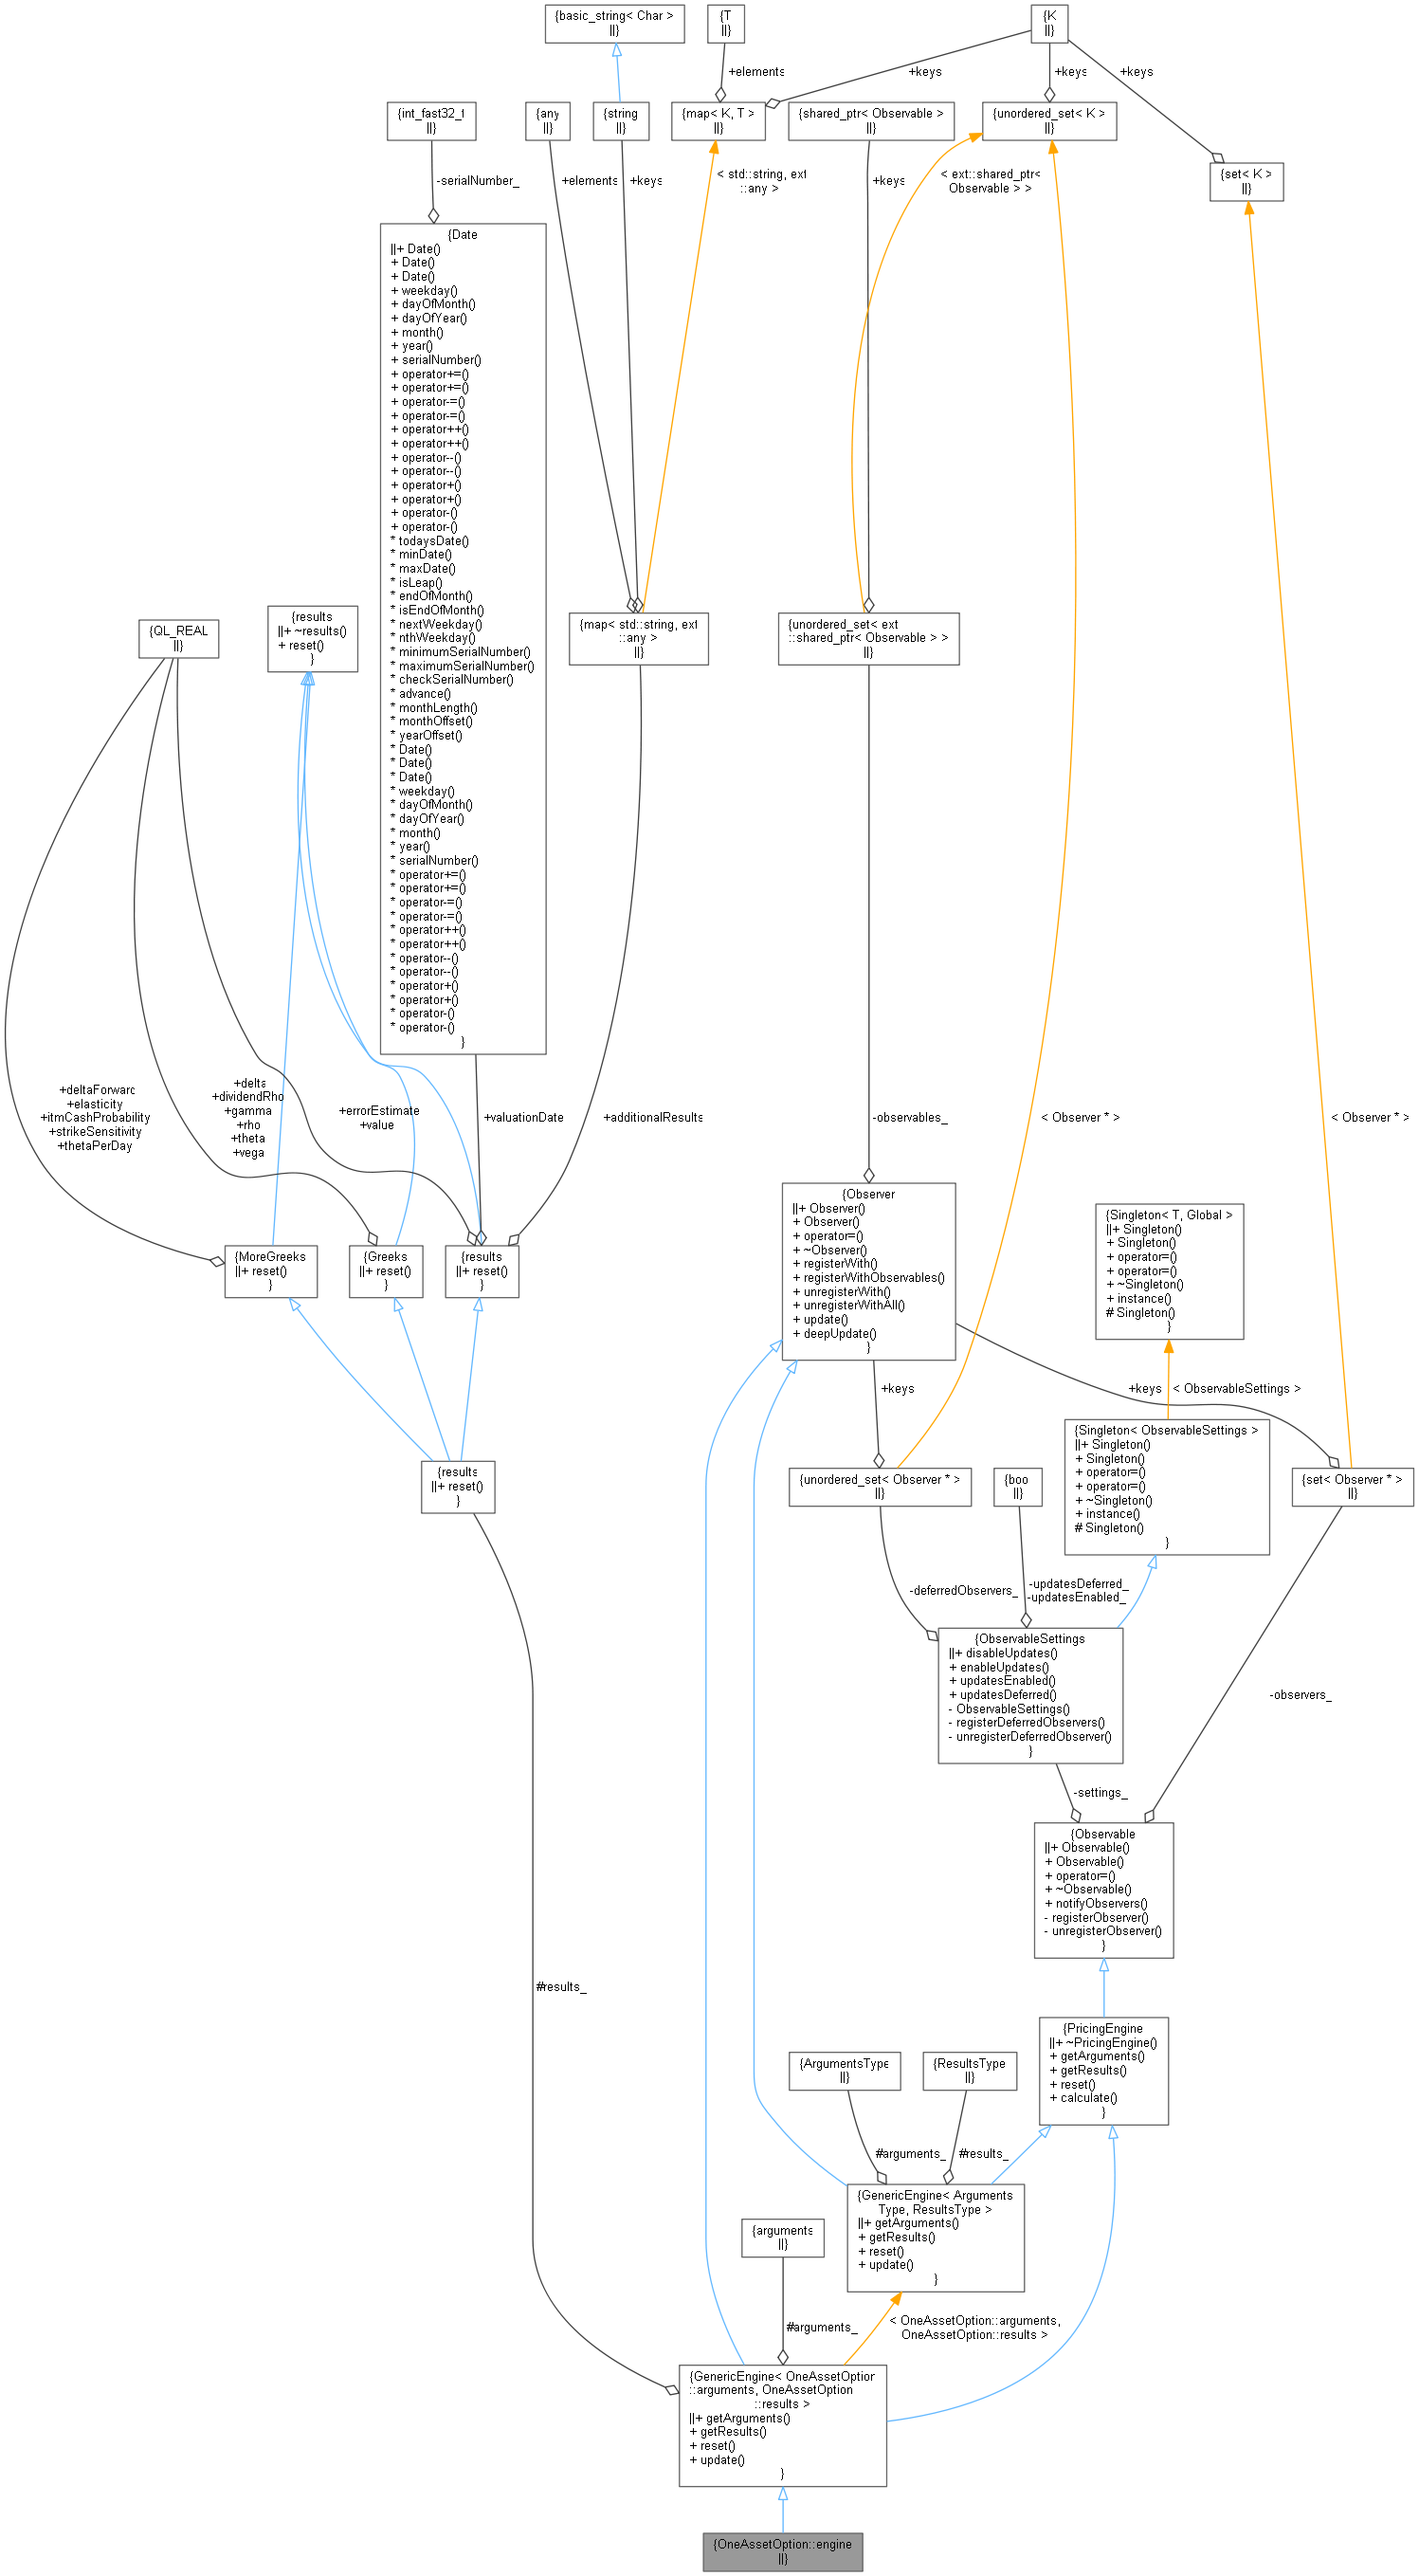 {basic_string< Char >
||}
{T
||}
{K
||}
+elements
+keys
+keys
+keys
{int_fast32_t
||}
{any
||}
{string
||}
{map< K, T >
||}
{shared_ptr< Observable >
||}
{unordered_set< K >
||}
{set< K >
||}
-serialNumber_
+elements
+keys
< std::string, ext
::any >
+keys
< ext::shared_ptr<
Observable > >
{Date
||+ Date()
+ Date()
+ Date()
+ weekday()
+ dayOfMonth()
+ dayOfYear()
+ month()
+ year()
+ serialNumber()
+ operator+=()
+ operator+=()
+ operator-=()
+ operator-=()
+ operator++()
+ operator++()
+ operator--()
+ operator--()
+ operator+()
+ operator+()
+ operator-()
+ operator-()
* todaysDate()
* minDate()
* maxDate()
* isLeap()
* endOfMonth()
* isEndOfMonth()
* nextWeekday()
* nthWeekday()
* minimumSerialNumber()
* maximumSerialNumber()
* checkSerialNumber()
* advance()
* monthLength()
* monthOffset()
* yearOffset()
* Date()
* Date()
* Date()
* weekday()
* dayOfMonth()
* dayOfYear()
* month()
* year()
* serialNumber()
* operator+=()
* operator+=()
* operator-=()
* operator-=()
* operator++()
* operator++()
* operator--()
* operator--()
* operator+()
* operator+()
* operator-()
* operator-()
}
{QL_REAL
||}
{results
||+ ~results()
+ reset()
}
{map< std::string, ext
::any >
||}
{unordered_set< ext
::shared_ptr< Observable > >
||}
+deltaForward
+elasticity
+itmCashProbability
+strikeSensitivity
+thetaPerDay
+delta
+dividendRho
+gamma
+rho
+theta
+vega
+errorEstimate
+value
+valuationDate
+additionalResults
-observables_
< Observer * >
< Observer * >
{MoreGreeks
||+ reset()
}
{Greeks
||+ reset()
}
{results
||+ reset()
}
{Observer
||+ Observer()
+ Observer()
+ operator=()
+ ~Observer()
+ registerWith()
+ registerWithObservables()
+ unregisterWith()
+ unregisterWithAll()
+ update()
+ deepUpdate()
}
{Singleton< T, Global >
||+ Singleton()
+ Singleton()
+ operator=()
+ operator=()
+ ~Singleton()
+ instance()
# Singleton()
}
+keys
+keys
< ObservableSettings >
{results
||+ reset()
}
{unordered_set< Observer * >
||}
{boo
||}
{Singleton< ObservableSettings >
||+ Singleton()
+ Singleton()
+ operator=()
+ operator=()
+ ~Singleton()
+ instance()
# Singleton()
}
{set< Observer * >
||}
-deferredObservers_
-updatesDeferred_
-updatesEnabled_
{ObservableSettings
||+ disableUpdates()
+ enableUpdates()
+ updatesEnabled()
+ updatesDeferred()
- ObservableSettings()
- registerDeferredObservers()
- unregisterDeferredObserver()
}
-observers_
-settings_
{Observable
||+ Observable()
+ Observable()
+ operator=()
+ ~Observable()
+ notifyObservers()
- registerObserver()
- unregisterObserver()
}
#results_
{PricingEngine
||+ ~PricingEngine()
+ getArguments()
+ getResults()
+ reset()
+ calculate()
}
{ArgumentsType
||}
{ResultsType
||}
#arguments_
#results_
{GenericEngine< Arguments
Type, ResultsType >
||+ getArguments()
+ getResults()
+ reset()
+ update()
}
{arguments
||}
#arguments_
< OneAssetOption::arguments,
OneAssetOption::results >
{GenericEngine< OneAssetOption
::arguments, OneAssetOption
::results >
||+ getArguments()
+ getResults()
+ reset()
+ update()
}
{OneAssetOption::engine
||}